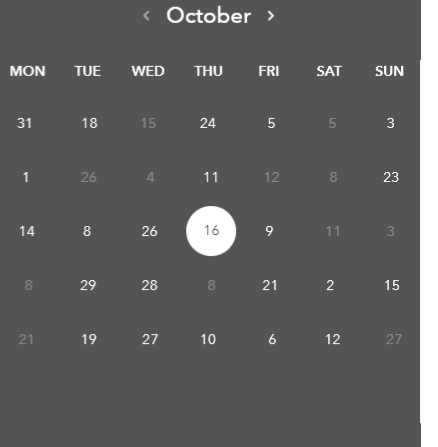 ‹ October ›
MON TUE WED THU FRI SAT SUN
31 18 15 24 5 5 3
1 26 4 11 12 8 23
14 8 26 16 9 11 3
8 29 28 8 21 2 15
21 19 27 10 6 12 27